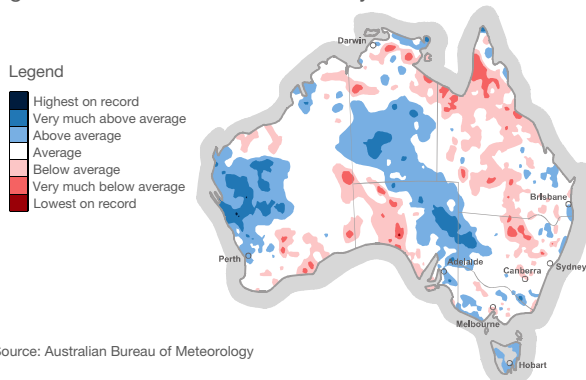 Legend
Highest on record
Very much above average
Above average
Average
Below average
Very much below average
Lowest on record
Darwin
Brisbane
Perth
Adelaide
Sydney
Canberra
Melbourne
Hobart
ource: Australian Bureau of Meteorology